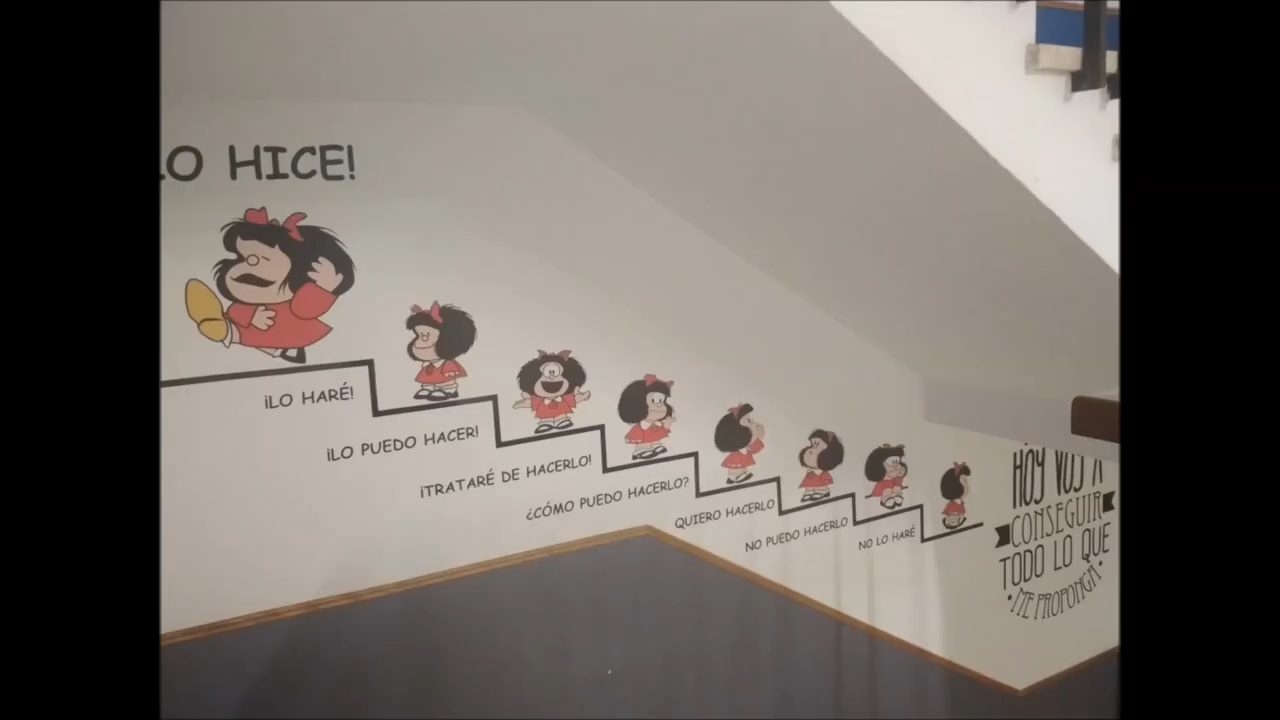 LO HICE!
¡LO HARÉ!
¡LO PUEDO HACER!
¡TRATARÉ DE HACERLO!
¿CÓMO PUEDO HACERLO?
QUIERO HACERLO
NO PUEDO HACERLO
NO LO HARÉ
HOY VOY A
CONSEGUIR
TODO LO QUE
ME PROPONGA